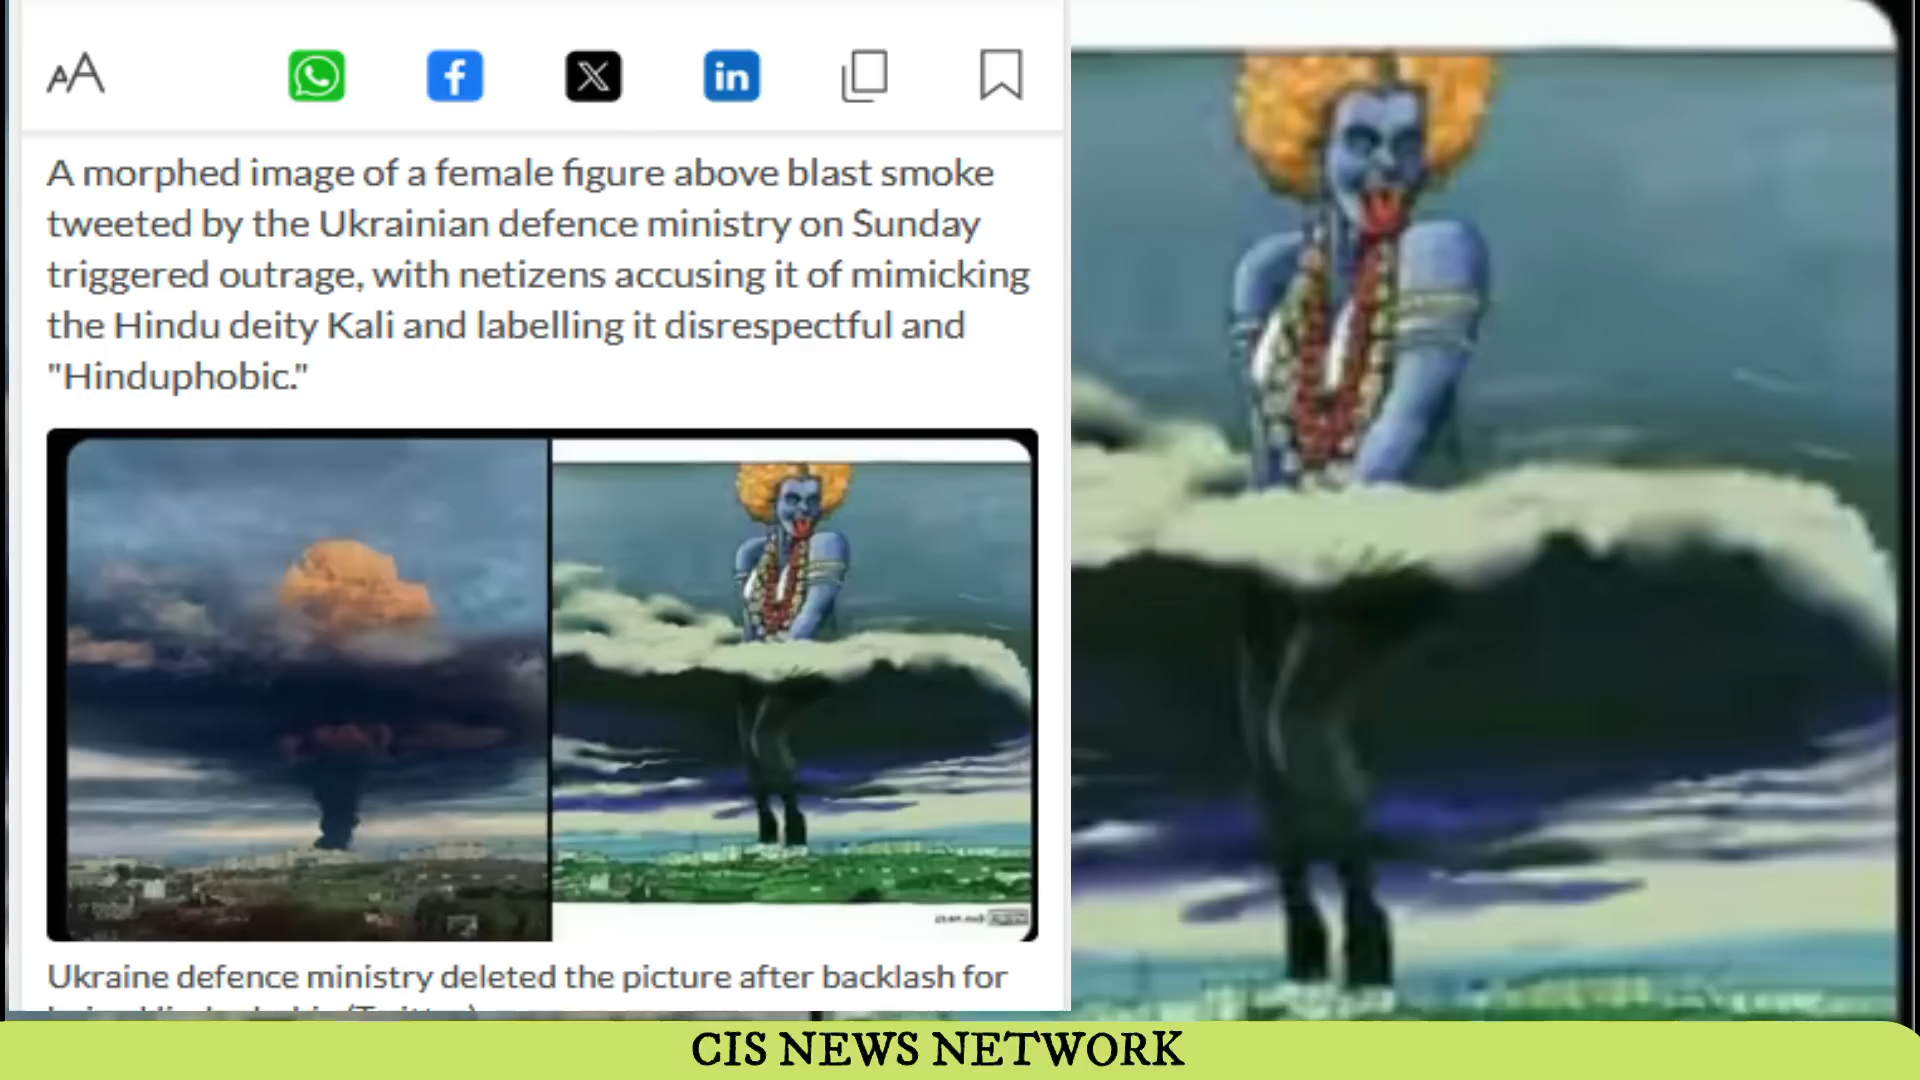 AA
A morphed image of a female figure above blast smoke
tweeted by the Ukrainian defence ministry on Sunday
triggered outrage, with netizens accusing it of mimicking
the Hindu deity Kali and labelling it disrespectful and
"Hinduphobic."
Ukraine defence ministry deleted the picture after backlash for
CIS NEWS NETWORK